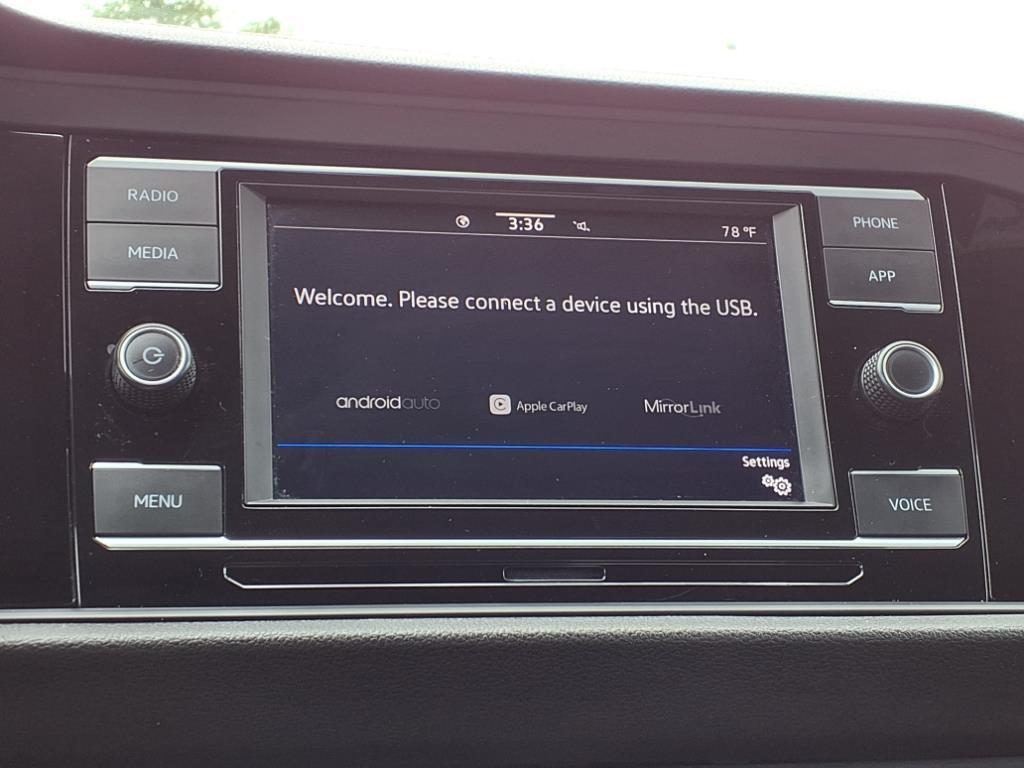 RADIO
MEDIA
3:36
78 °F
PHONE
APP
Welcome. Please connect a device using the USB.
androidauto
Apple CarPlay
MirrorLink
Settings
MENU
VOICE